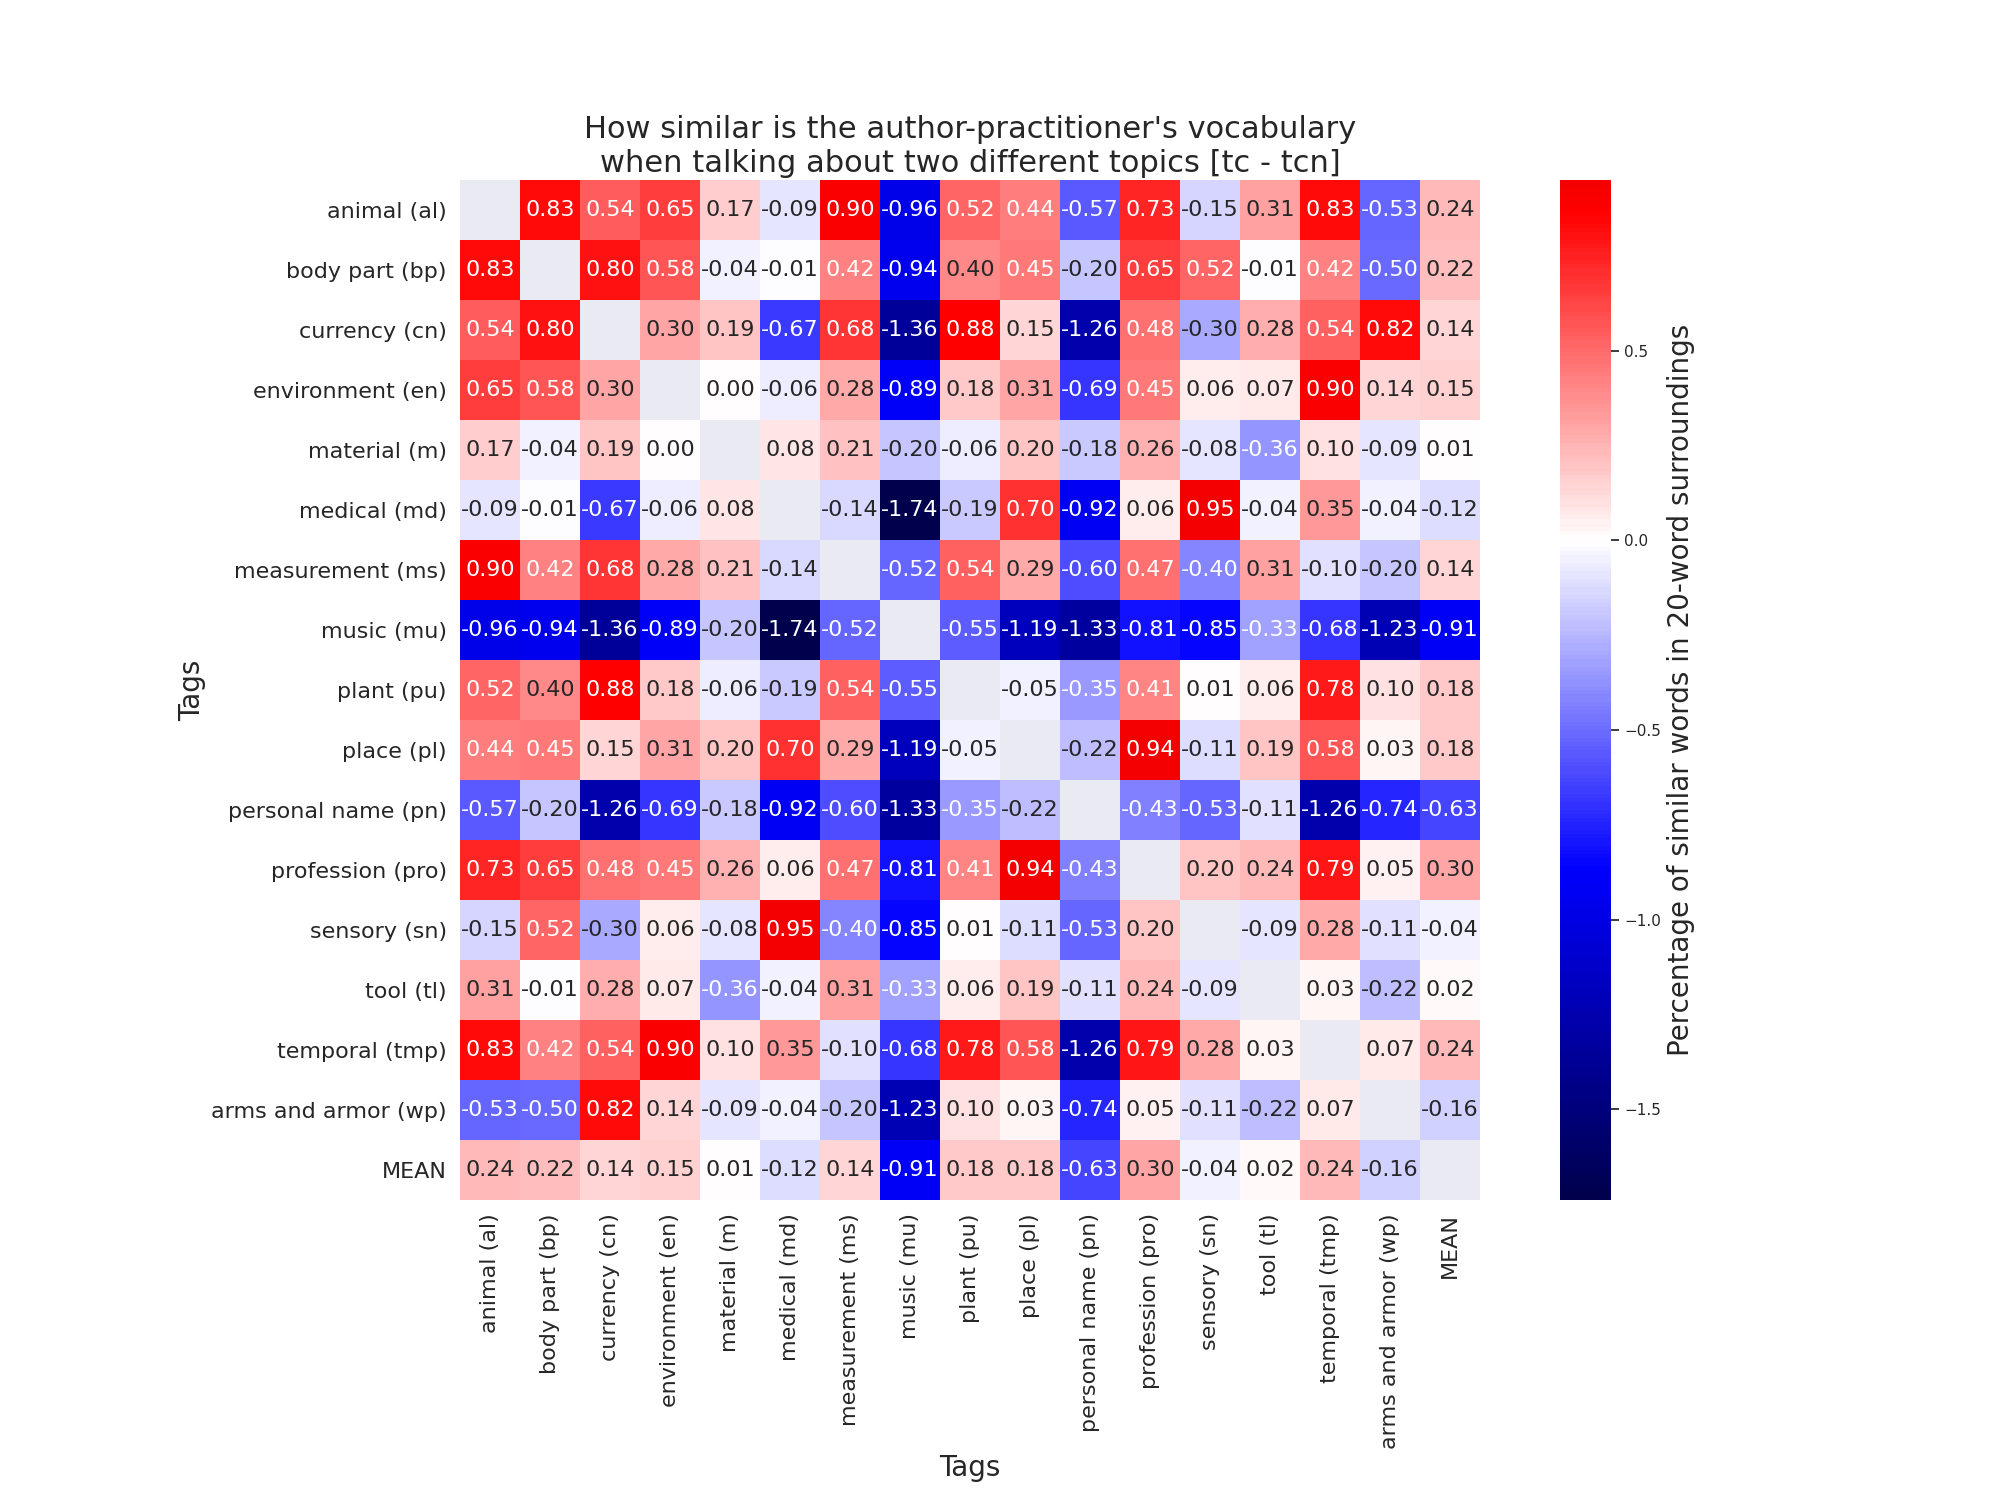 How similar is the author-practitioner's vocabulary
when talking about two different topics [tc - tcn]
animal (al) 0.83 0.54 0.65 0.17 -0.09 0.90 -0.96 0.52 0.44 -0.57 0.73 -0.15 0.31 0.83 -0.53 0.24
body part (bp) 0.83 0.80 0.58 -0.04 -0.01 0.42 -0.94 0.40 0.45 -0.20 0.65 0.52 -0.01 0.42 -0.50 0.22
currency (cn) 0.54 0.80 0.30 0.19 -0.67 0.68 -1.36 0.88 0.15 -1.26 0.48 -0.30 0.28 0.54 0.82 0.14
environment (en) 0.65 0.58 0.30 0.00 -0.06 0.28 -0.89 0.18 0.31 -0.69 0.45 0.06 0.07 0.90 0.14 0.15
material (m) 0.17 -0.04 0.19 0.00 0.08 0.21 -0.20 -0.06 0.20 -0.18 0.26 -0.08 -0.36 0.10 -0.09 0.01
medical (md) -0.09 -0.01 -0.67 -0.06 0.08 -0.14 -1.74 -0.19 0.70 -0.92 0.06 0.95 -0.04 0.35 -0.04 -0.12
measurement (ms) 0.90 0.42 0.68 0.28 0.21 -0.14 -0.52 0.54 0.29 -0.60 0.47 -0.40 0.31 -0.10 -0.20 0.14
music (mu) -0.96 -0.94 -1.36 -0.89 -0.20 -1.74 -0.52 -0.55 -1.19 -1.33 -0.81 -0.85 -0.33 -0.68 -1.23 -0.91
plant (pu) 0.52 0.40 0.88 0.18 -0.06 -0.19 0.54 -0.55 -0.05 -0.35 0.41 0.01 0.06 0.78 0.10 0.18
place (pl) 0.44 0.45 0.15 0.31 0.20 0.70 0.29 -1.19 -0.05 -0.22 0.94 -0.11 0.19 0.58 0.03 0.18
personal name (pn) -0.57 -0.20 -1.26 -0.69 -0.18 -0.92 -0.60 -1.33 -0.35 -0.22 -0.43 -0.53 -0.11 -1.26 -0.74 -0.63
profession (pro) 0.73 0.65 0.48 0.45 0.26 0.06 0.47 -0.81 0.41 0.94 -0.43 0.20 0.24 0.79 0.05 0.30
sensory (sn) -0.15 0.52 -0.30 0.06 -0.08 0.95 -0.40 -0.85 0.01 -0.11 -0.53 0.20 -0.09 0.28 -0.11 -0.04
tool (tl) 0.31 -0.01 0.28 0.07 -0.36 -0.04 0.31 -0.33 0.06 0.19 -0.11 0.24 -0.09 0.03 -0.22 0.02
temporal (tmp) 0.83 0.42 0.54 0.90 0.10 0.35 -0.10 -0.68 0.78 0.58 -1.26 0.79 0.28 0.03 0.07 0.24
arms and armor (wp) -0.53 -0.50 0.82 0.14 -0.09 -0.04 -0.20 -1.23 0.10 0.03 -0.74 0.05 -0.11 -0.22 0.07 -0.16
MEAN 0.24 0.22 0.14 0.15 0.01 -0.12 0.14 -0.91 0.18 0.18 -0.63 0.30 -0.04 0.02 0.24 -0.16
Tags
animal (al)
body part (bp)
currency (cn)
environment (en)
material (m)
medical (md)
measurement (ms)
music (mu)
plant (pu)
place (pl)
personal name (pn)
profession (pro)
sensory (sn)
tool (tl)
temporal (tmp)
arms and armor (wp)
MEAN
Tags
0.5
0.0
−0.5
−1.0
−1.5
Percentage of similar words in 20-word surroundings